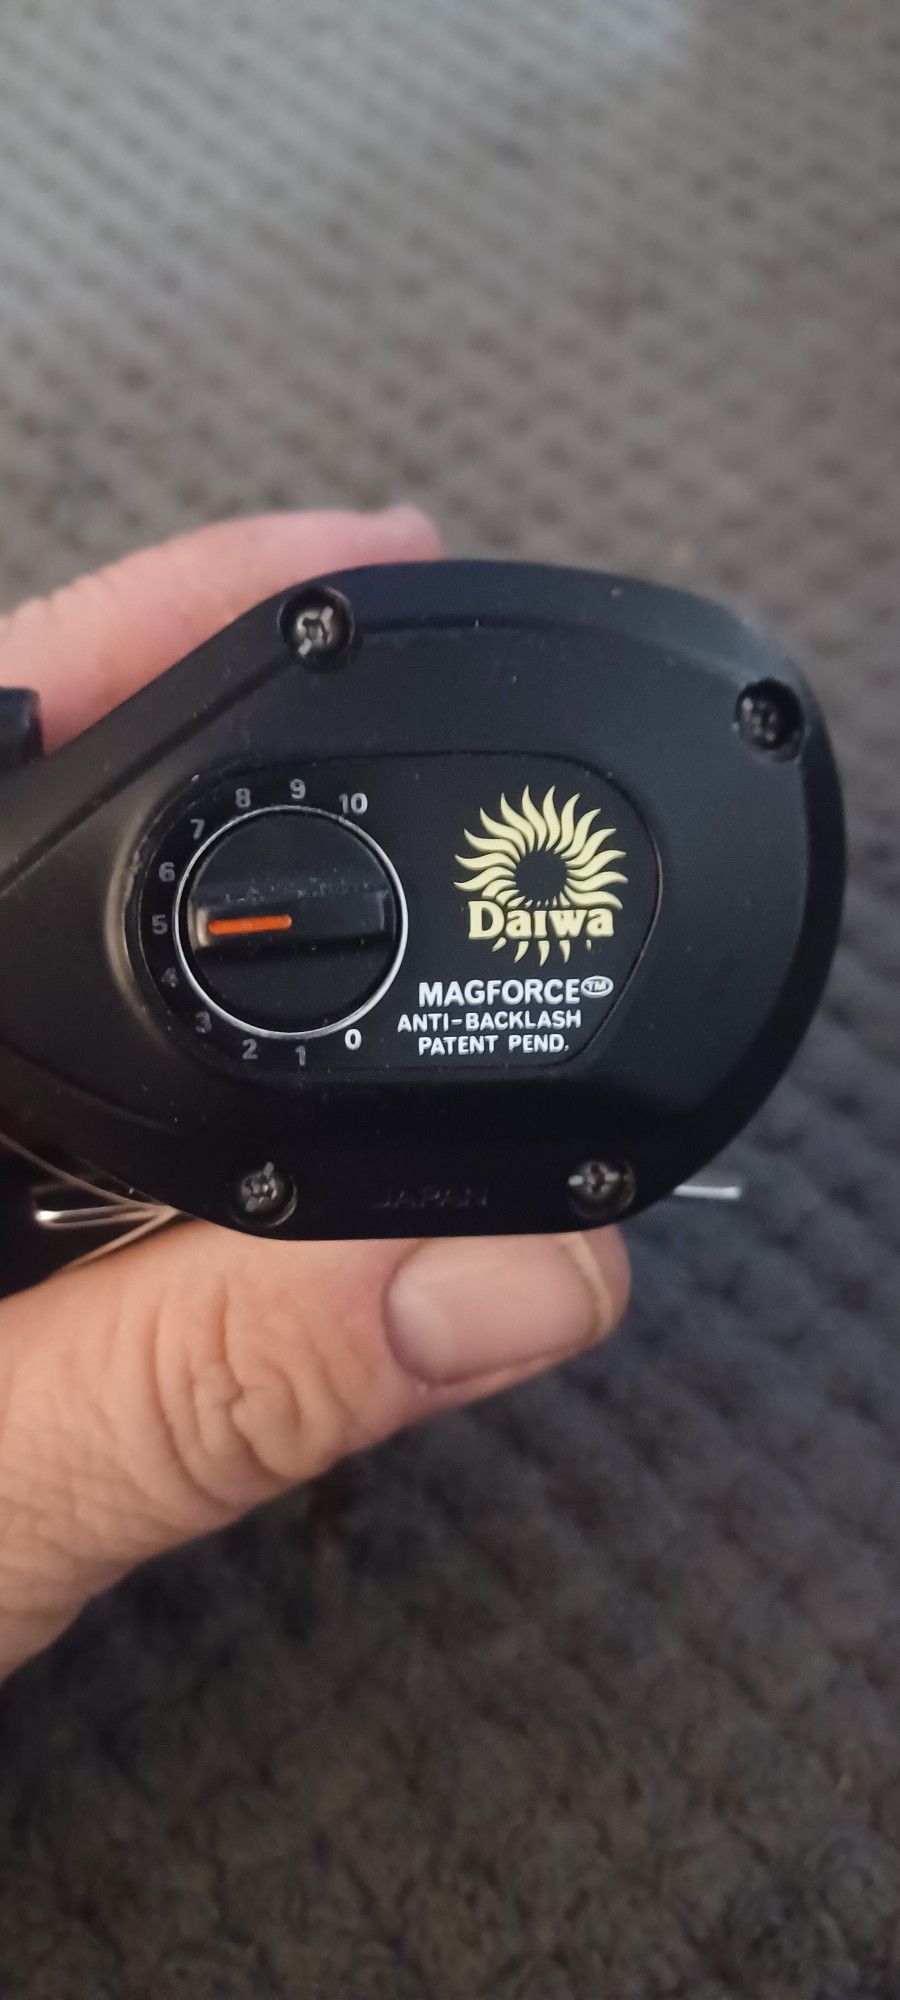 10
9
8
7
6
5
4
3
2
1
0
Daiwa
MAGFORCE™
ANTI-BACKLASH
PATENT PEND.
JAPAN